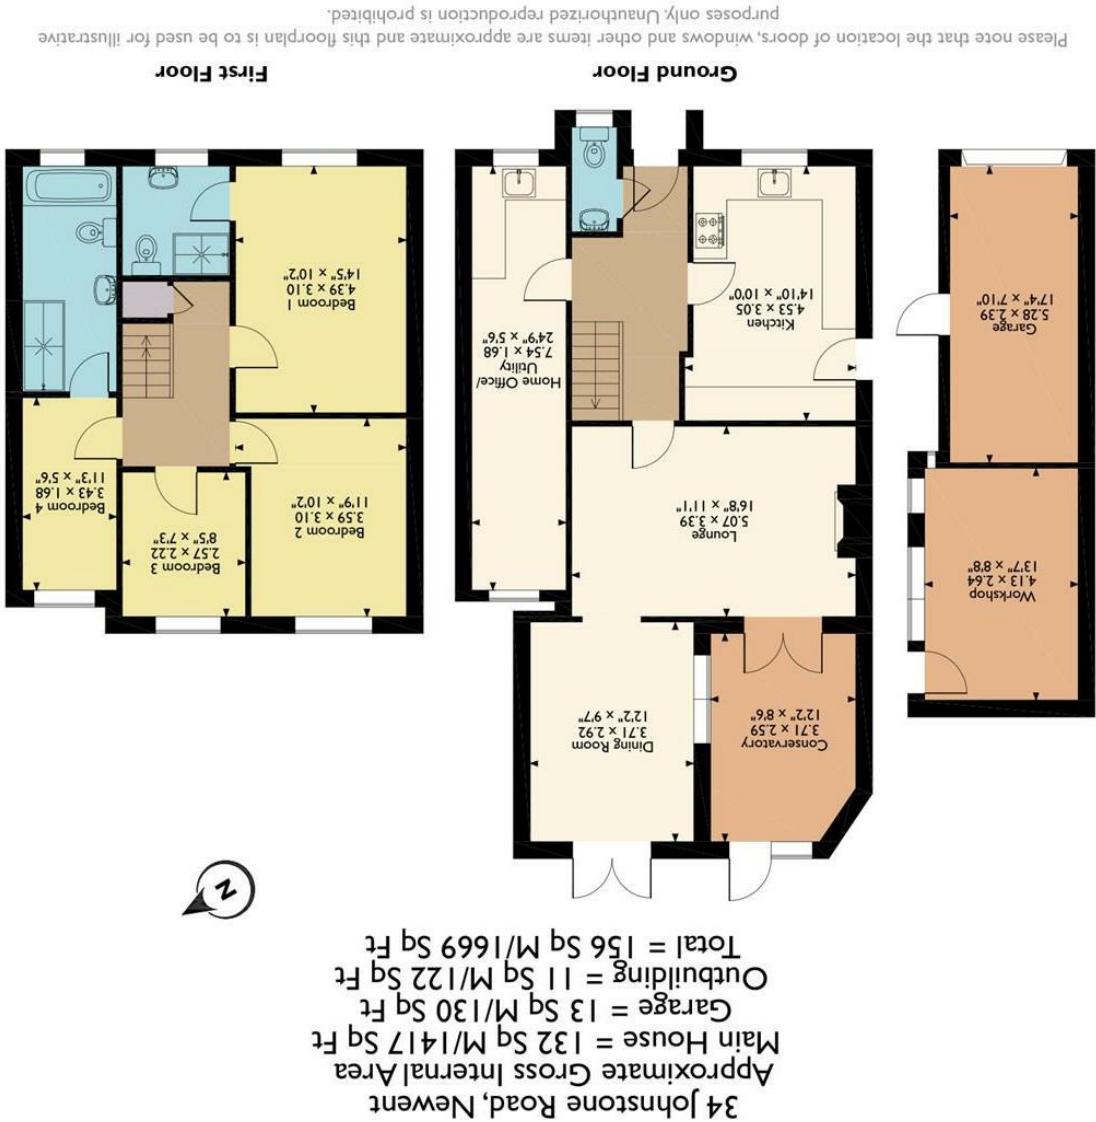 34 Johnstone Road, Newent
Approximate Gross Internal Area
Main House = 132 Sq M/1417 Sq Ft
Garage = 13 Sq M/130 Sq Ft
Outbuilding = 11 Sq M/122 Sq Ft
Total = 156 Sq M/1669 Sq Ft
N
Conservatory
3.71 x 2.59
12'2" x 8'6"
Dining Room
3.71 x 2.92
12'2" x 9'7"
Workshop
4.13 x 2.64
13'7" x 8'8"
Lounge
5.07 x 3.39
16'8" x 11'1"
Garage
5.28 x 2.39
17'4" x 7'10"
Kitchen
4.53 x 3.05
14'10" x 10'0"
Home Office/
Utility
7.54 x 1.68
24'9" x 5'6"
Bedroom 3
2.57 x 2.22
8'5" x 7'3"
Bedroom 2
3.59 x 3.10
11'9" x 10'2"
Bedroom 4
3.43 x 1.68
11'3" x 5'6"
Bedroom 1
4.39 x 3.10
14'5" x 10'2"
Ground Floor
First Floor
Please note that the location of doors, windows and other items are approximate and this floorplan is to be used for illustrative
purposes only. Unauthorized reproduction is prohibited.